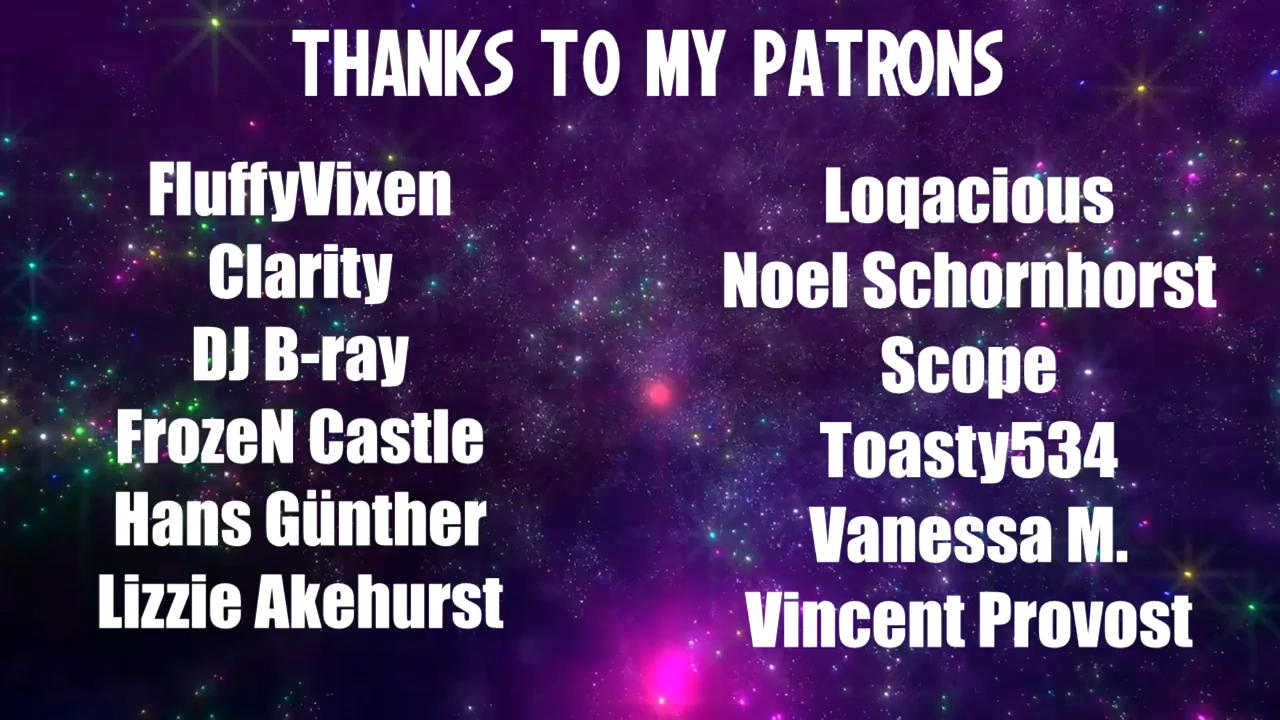 THANKS TO MY PATRONS
FluffyVixen
Clarity
DJ B-ray
FrozeN Castle
Hans Günther
Lizzie Akehurst
Loqacious
Noel Schornhorst
Scope
Toasty534
Vanessa M.
Vincent Provost